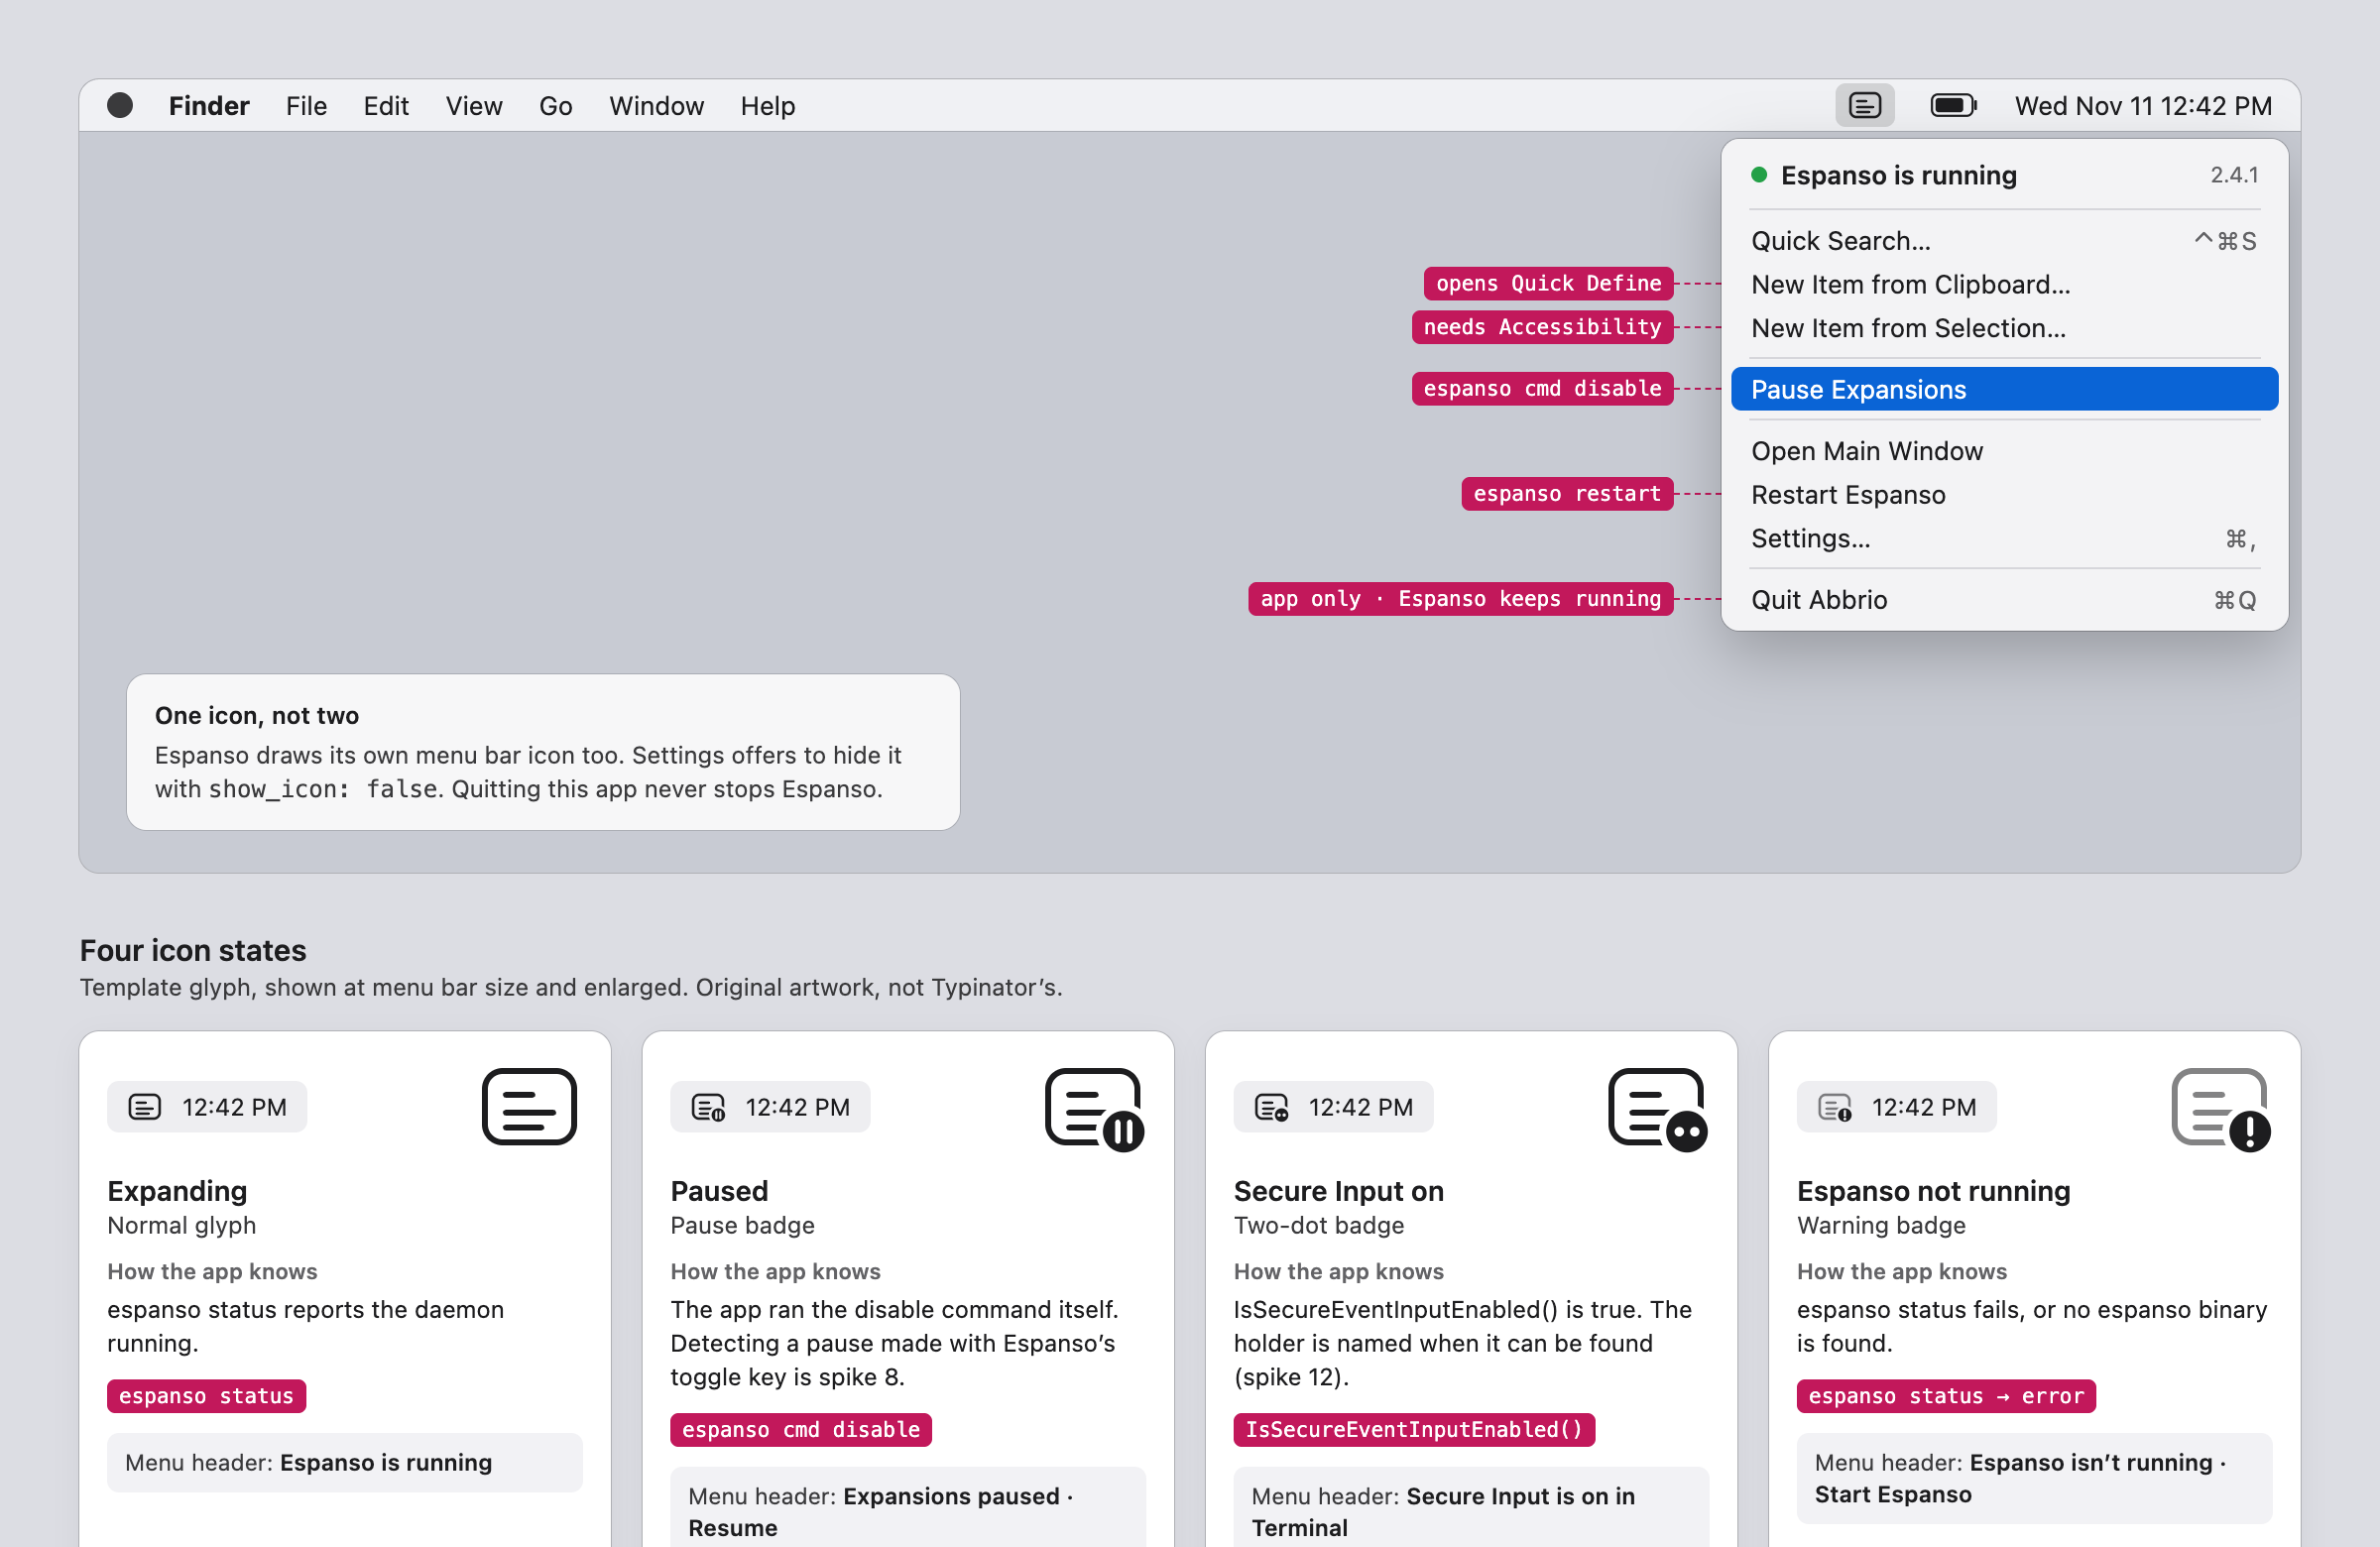 Finder File Edit View Go Window Help Wed Nov 11 12:42 PM
Espanso is running 2.4.1
Quick Search... ^⌘S
opens Quick Define New Item from Clipboard...
needs Accessibility New Item from Selection...
espanso cmd disable Pause Expansions
Open Main Window
espanso restart Restart Espanso
Settings... ⌘,
app only · Espanso keeps running Quit Abbrio ⌘Q
One icon, not two
Espanso draws its own menu bar icon too. Settings offers to hide it
with show_icon: false. Quitting this app never stops Espanso.
Four icon states
Template glyph, shown at menu bar size and enlarged. Original artwork, not Typinator’s.
12:42 PM
Expanding
Normal glyph
How the app knows
espanso status reports the daemon
running.
espanso status
Menu header: Espanso is running
12:42 PM
Paused
Pause badge
How the app knows
The app ran the disable command itself.
Detecting a pause made with Espanso’s
toggle key is spike 8.
espanso cmd disable
Menu header: Expansions paused ·
Resume
12:42 PM
Secure Input on
Two-dot badge
How the app knows
IsSecureEventInputEnabled() is true. The
holder is named when it can be found
(spike 12).
IsSecureEventInputEnabled()
Menu header: Secure Input is on in
Terminal
12:42 PM
Espanso not running
Warning badge
How the app knows
espanso status fails, or no espanso binary
is found.
espanso status → error
Menu header: Espanso isn’t running ·
Start Espanso